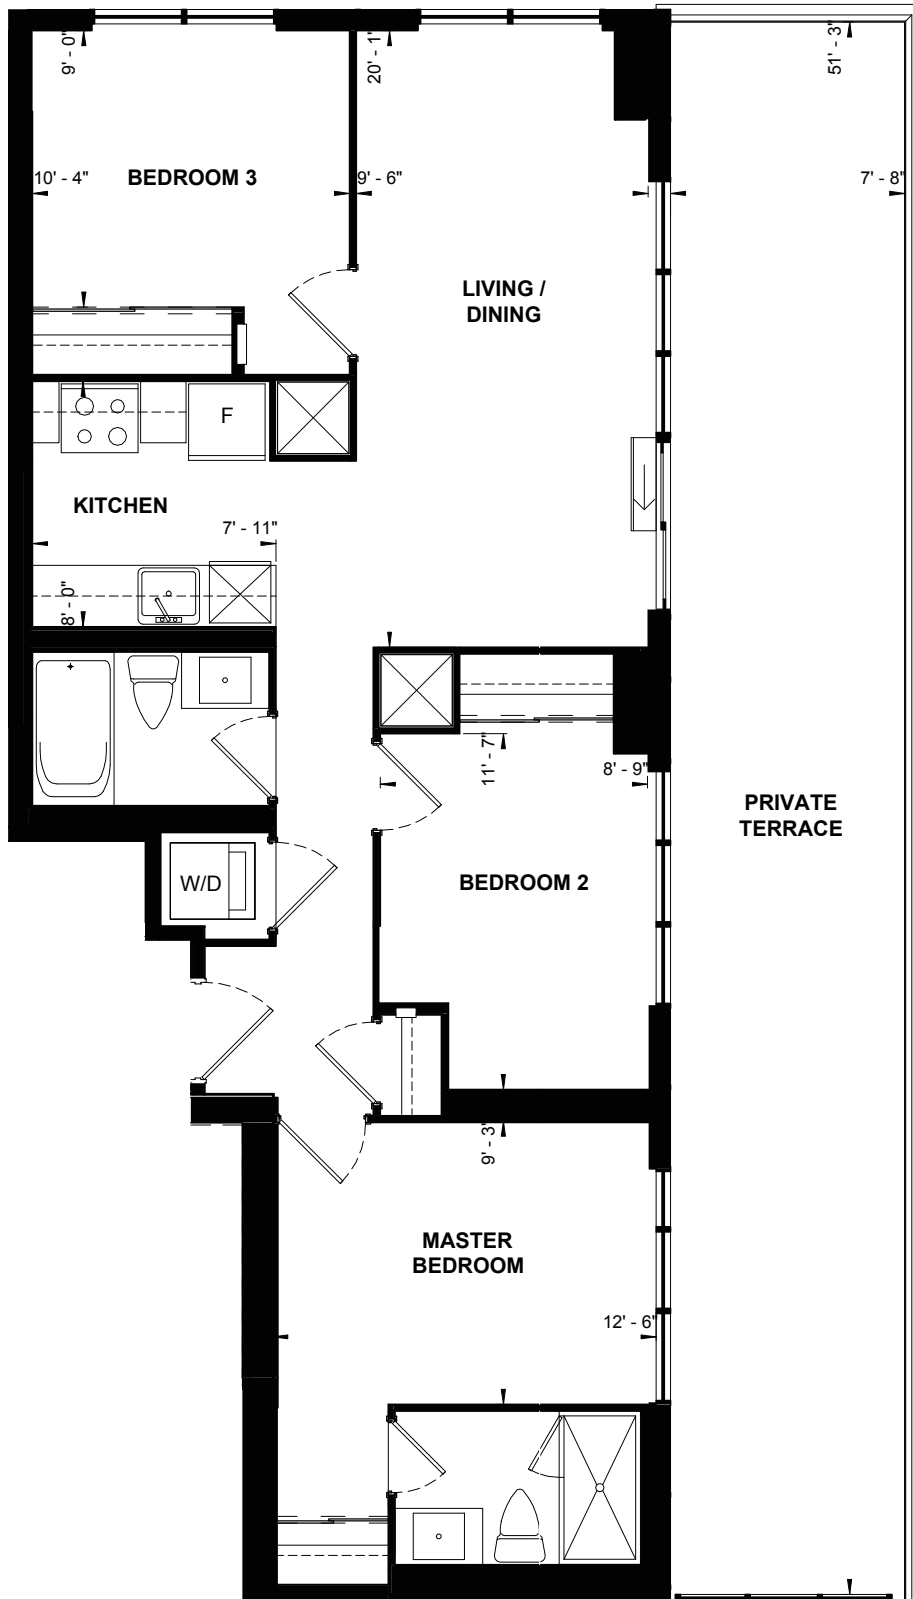 9' - 0"
20' - 1"
51' - 3"
10' - 4"
BEDROOM 3
9' - 6"
7' - 8"
LIVING /
DINING
F
KITCHEN
7' - 11"
8' - 0"
11' - 7"
8' - 9"
PRIVATE
TERRACE
W/D
BEDROOM 2
9' - 3"
MASTER
BEDROOM
12' - 6"